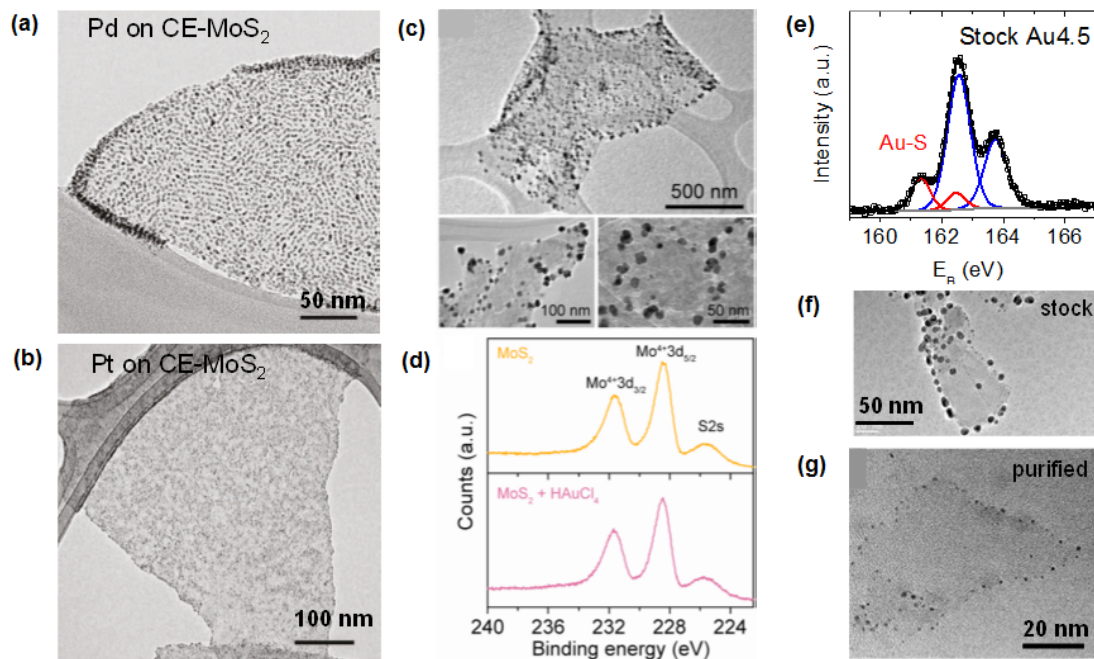 (a)
Pd on CE-MoS₂
50 nm
(b)
Pt on CE-MoS₂
100 nm
(c)
500 nm
100 nm
50 nm
(d)
MoS₂
Mo⁴⁺3d₃/₂
Mo⁴⁺3d₅/₂
S2s
MoS₂ + HAuCl₄
Counts (a.u.)
240 236 232 228 224
Binding energy (eV)
(e)
Stock Au4.5
Au-S
Intensity (a.u.)
160 162 164 166
E_B (eV)
(f)
stock
50 nm
(g)
purified
20 nm